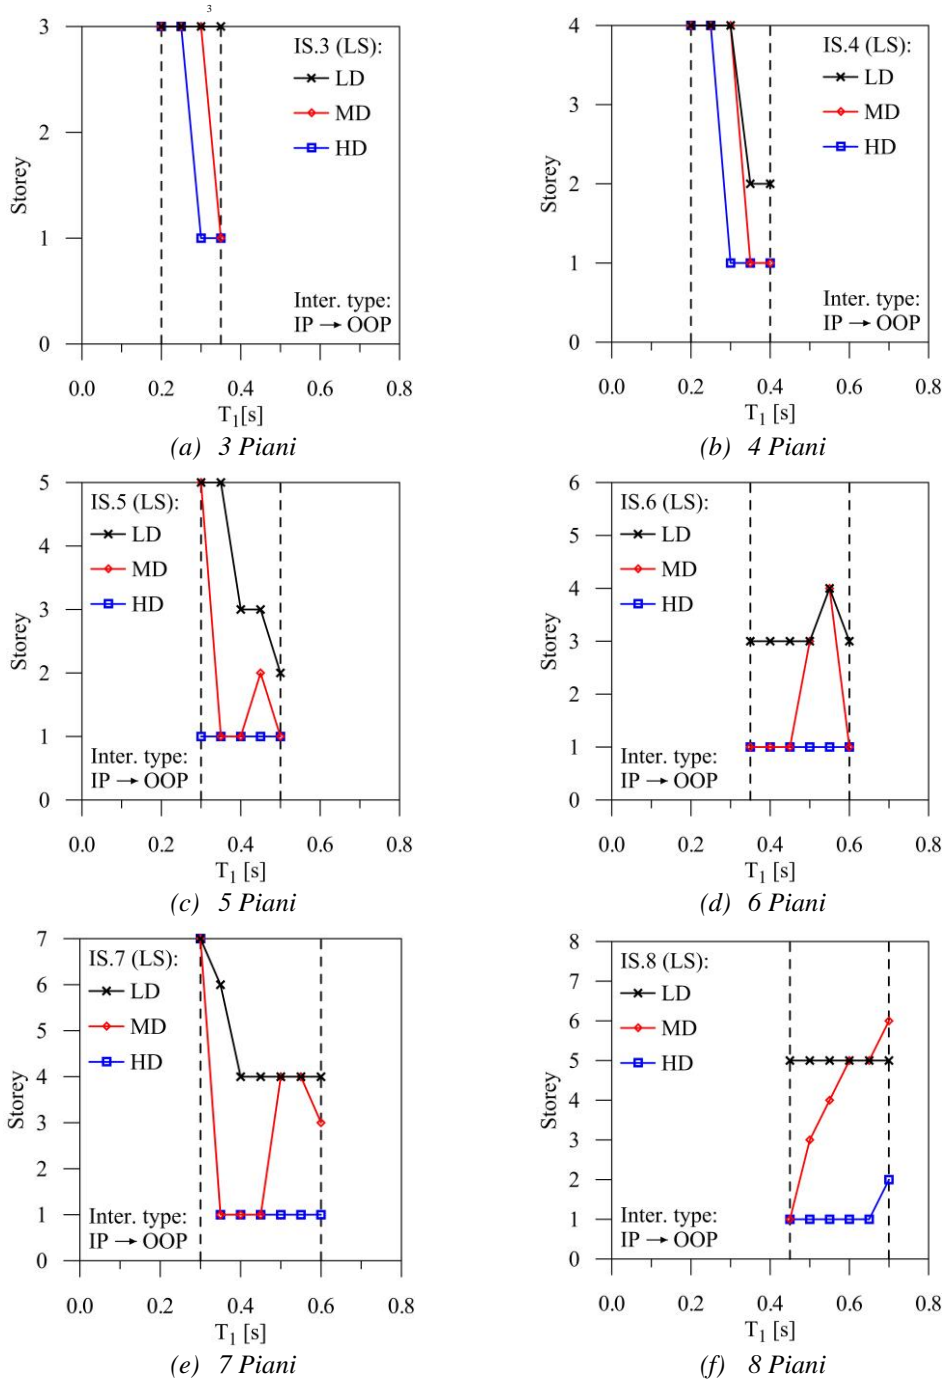 3
3
2
1
0
Storey
IS.3 (LS):
LD
MD
HD
Inter. type:
IP → OOP
0.0 0.2 0.4 0.6 0.8
T1[s]
(a) 3 Piani
4
3
2
1
0
Storey
IS.4 (LS):
LD
MD
HD
Inter. type:
IP → OOP
0.0 0.2 0.4 0.6 0.8
T1[s]
(b) 4 Piani
5
4
3
2
1
0
Storey
IS.5 (LS):
LD
MD
HD
Inter. type:
IP → OOP
0.0 0.2 0.4 0.6 0.8
T1 [s]
(c) 5 Piani
6
5
4
3
2
1
0
Storey
IS.6 (LS):
LD
MD
HD
Inter. type:
IP → OOP
0.0 0.2 0.4 0.6 0.8
T1 [s]
(d) 6 Piani
7
6
5
4
3
2
1
0
Storey
IS.7 (LS):
LD
MD
HD
Inter. type:
IP → OOP
0.0 0.2 0.4 0.6 0.8
T1 [s]
(e) 7 Piani
8
7
6
5
4
3
2
1
0
Storey
IS.8 (LS):
LD
MD
HD
Inter. type:
IP → OOP
0.0 0.2 0.4 0.6 0.8
T1 [s]
(f) 8 Piani